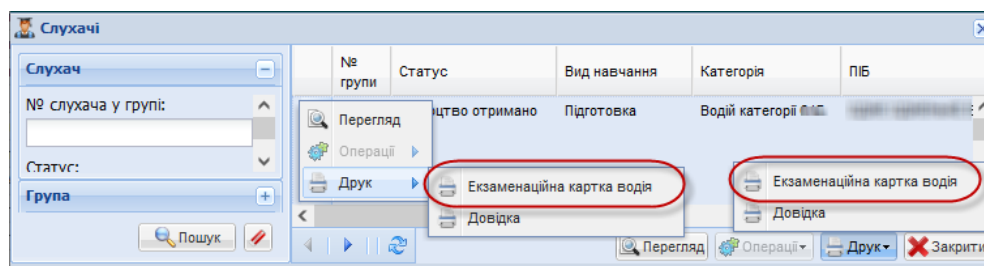 Слухачі
Слухач
№ слухача у групі:
Статус:
Група
Пошук
№ групи
Статус
Вид навчання
Категорія
ПІБ
отримано
Підготовка
Водій категорії
Перегляд
Операції
Друк
Екзаменаційна картка водія
Довідка
Екзаменаційна картка водія
Довідка
Перегляд
Операції
Друк
Закрити